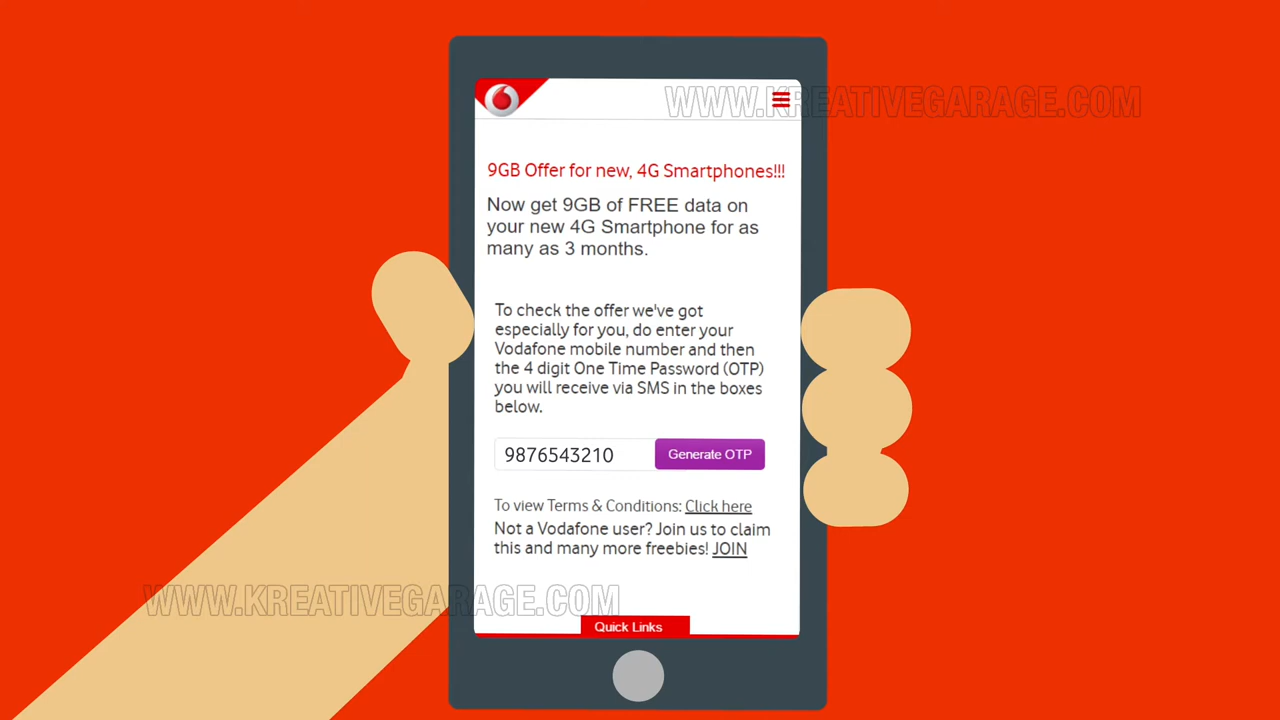 WWW.KREATIVEGARAGE.COM
9GB Offer for new, 4G Smartphones!!!
Now get 9GB of FREE data on
your new 4G Smartphone for as
many as 3 months.
To check the offer we've got
especially for you, do enter your
Vodafone mobile number and then
the 4 digit One Time Password (OTP)
you will receive via SMS in the boxes
below.
9876543210 Generate OTP
To view Terms & Conditions: Click here
Not a Vodafone user? Join us to claim
this and many more freebies! JOIN
WWW.KREATIVEGARAGE.COM
Quick Links